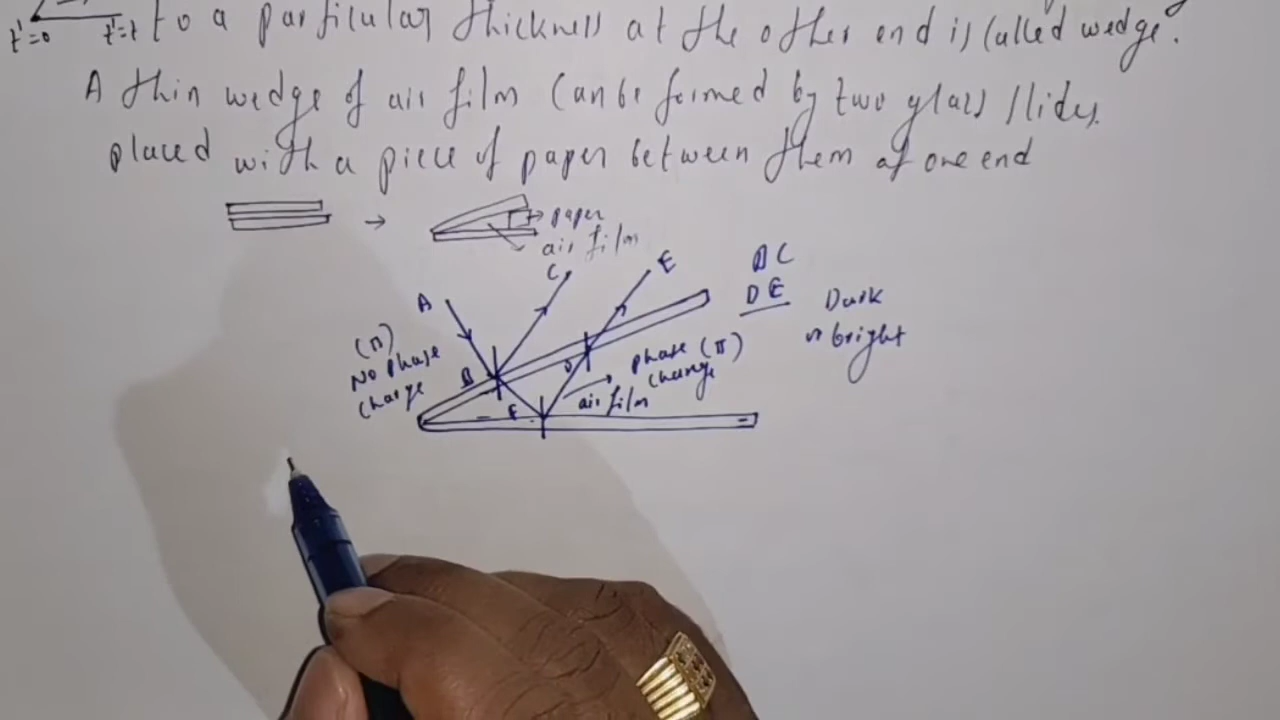 t'=0 t'=t to a particular thickness at the other end is called wedge.
A thin wedge of air film can be formed by two glass slides
placed with a piece of paper between them at one end
→ → paper
air film
C E BC
A DE Dark
(π) or bright
No phase phase (π)
change change
B D
F air film